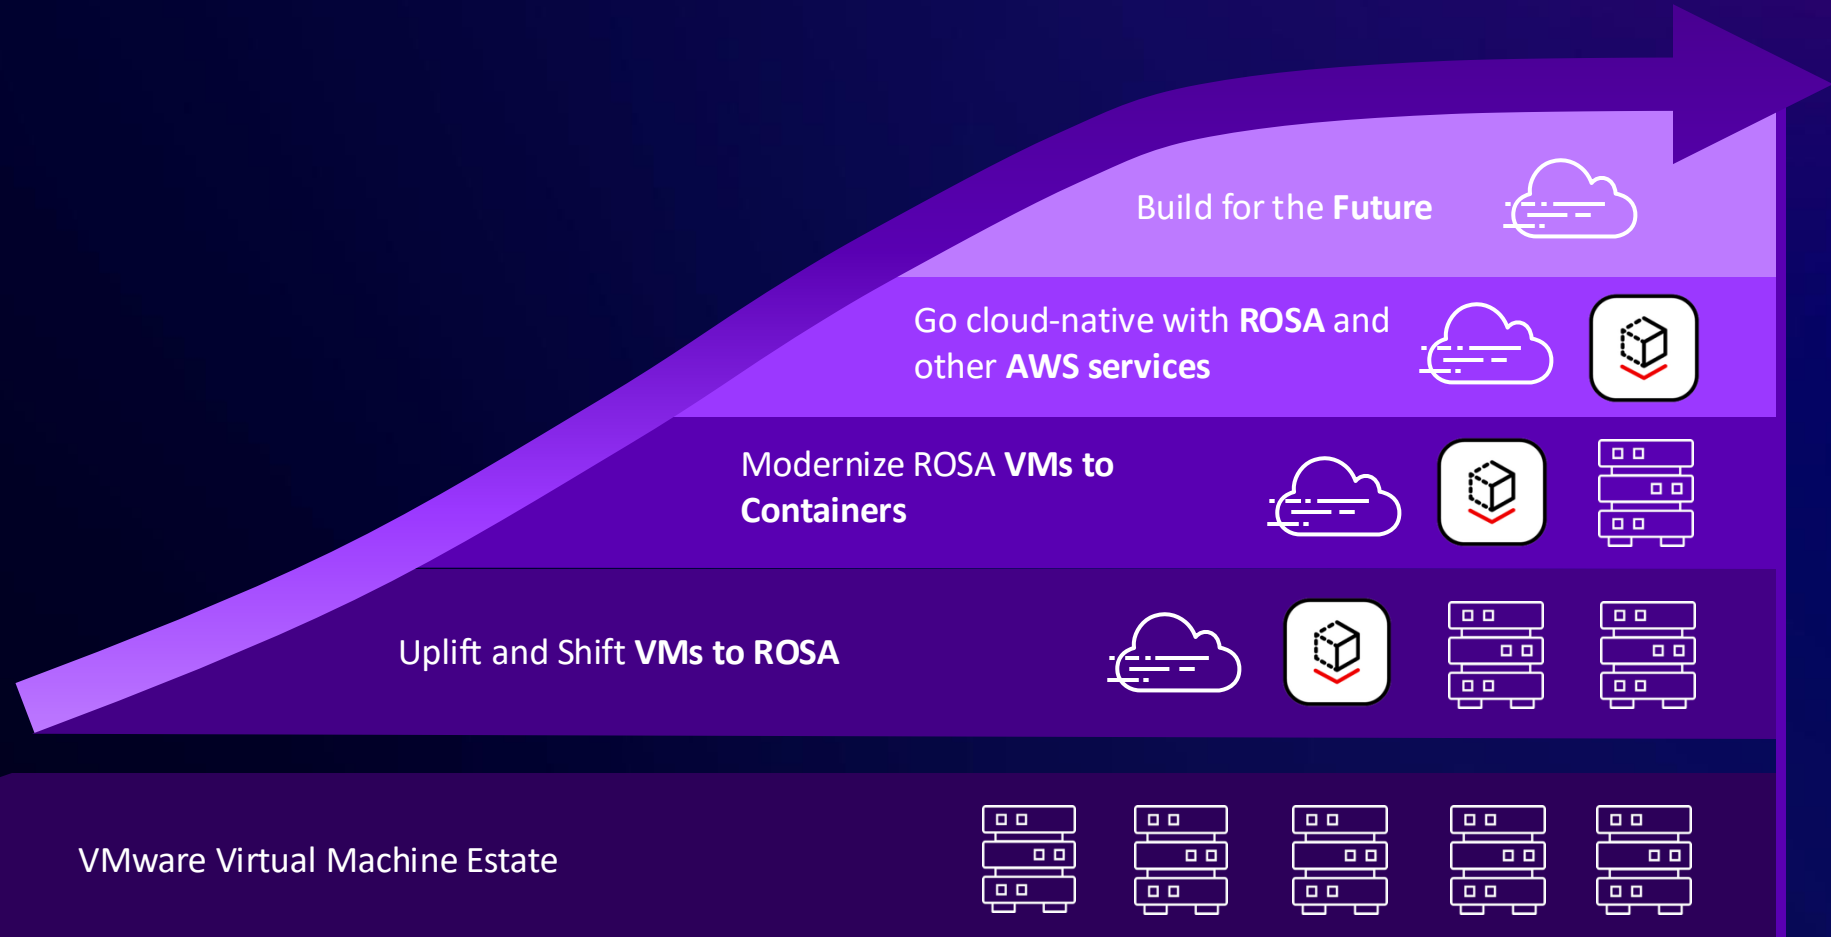 Build for the Future
Go cloud-native with ROSA and
other AWS services
Modernize ROSA VMs to
Containers
Uplift and Shift VMs to ROSA
VMware Virtual Machine Estate